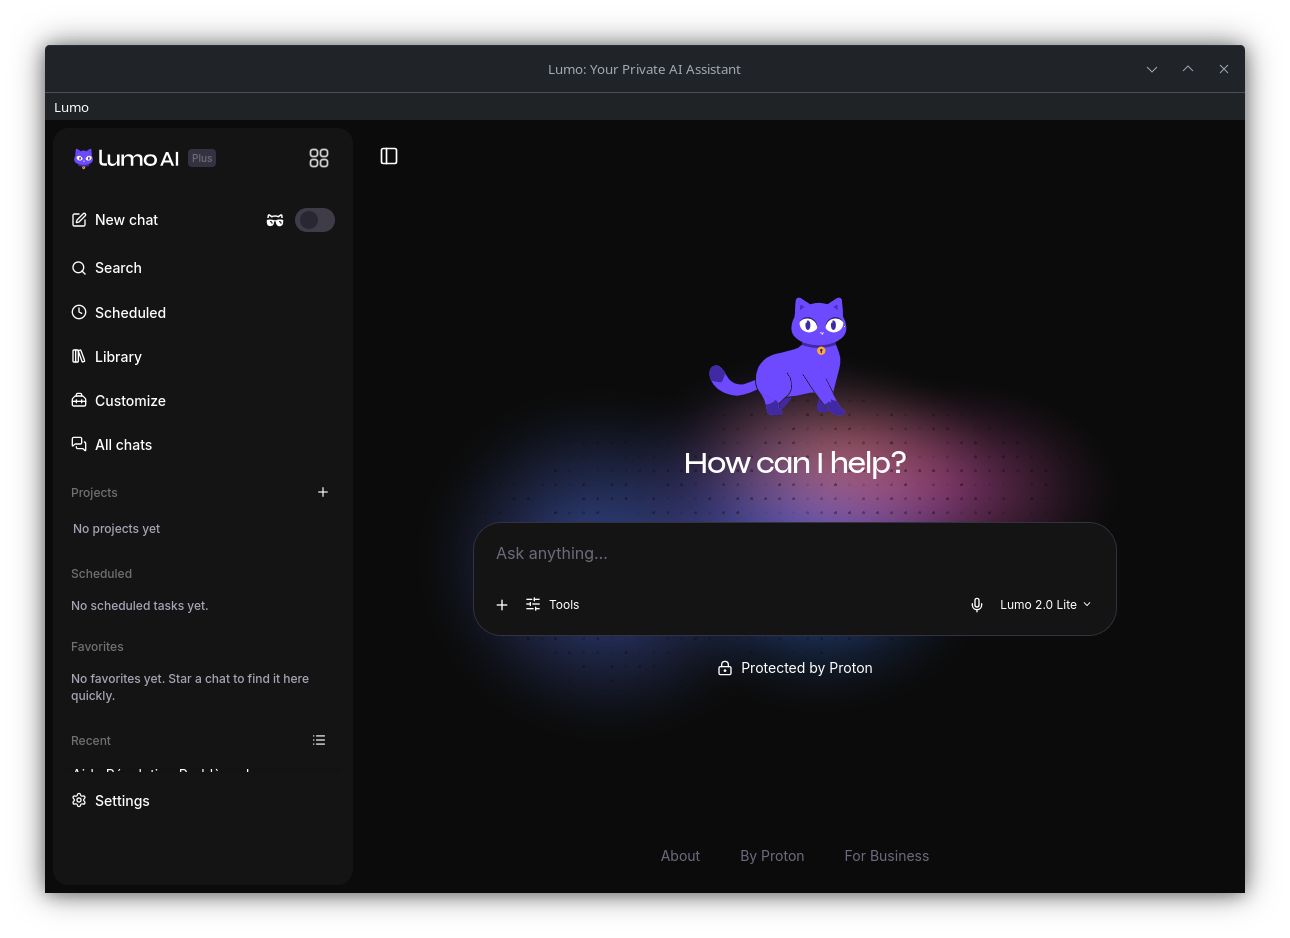 Lumo: Your Private AI Assistant
Lumo
Lumo AI Plus
New chat
Search
Scheduled
Library
Customize
All chats
Projects
No projects yet
Scheduled
No scheduled tasks yet.
Favorites
No favorites yet. Star a chat to find it here
quickly.
Recent
Settings
How can I help?
Ask anything...
Tools
Lumo 2.0 Lite
Protected by Proton
About By Proton For Business